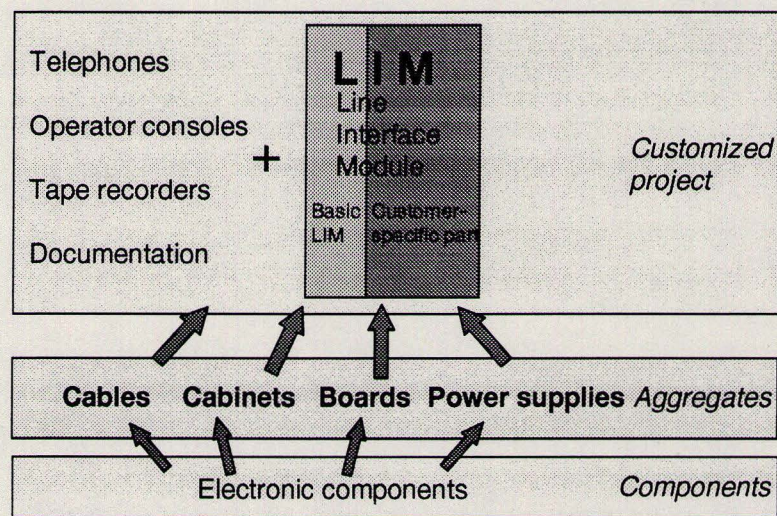 Telephones
Operator consoles
Tape recorders
Documentation
+
LIM
Line
Interface
Module
Basic
LIM
Customer-
specific part
Customized
project
Cables Cabinets Boards Power supplies Aggregates
Electronic components Components